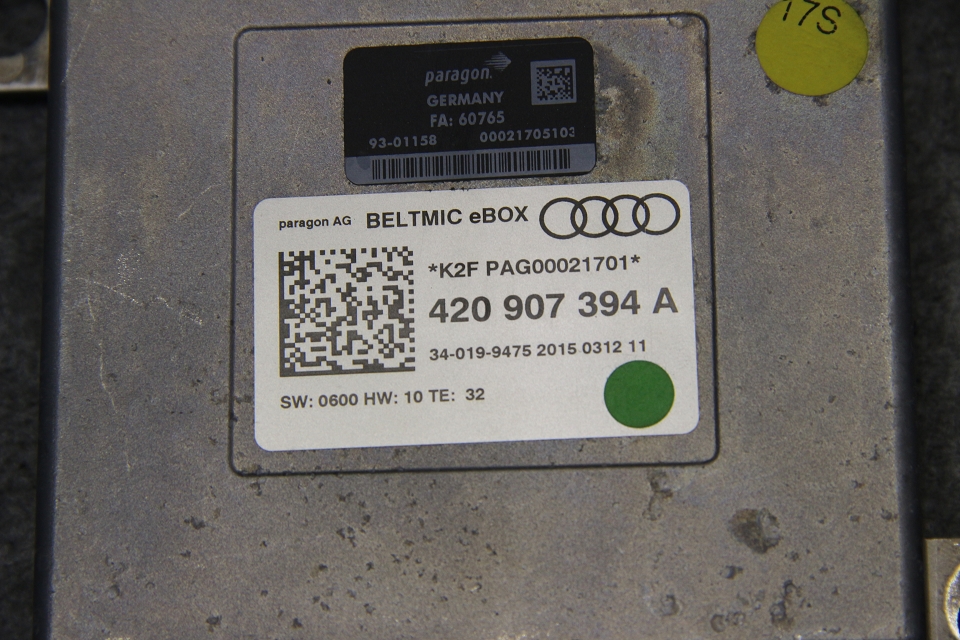 17S
paragon
GERMANY
FA: 60765
93-01158 00021705103
paragon AG BELTMIC eBOX
*K2F PAG00021701*
420 907 394 A
34-019-9475 2015 0312 11
SW: 0600 HW: 10 TE: 32